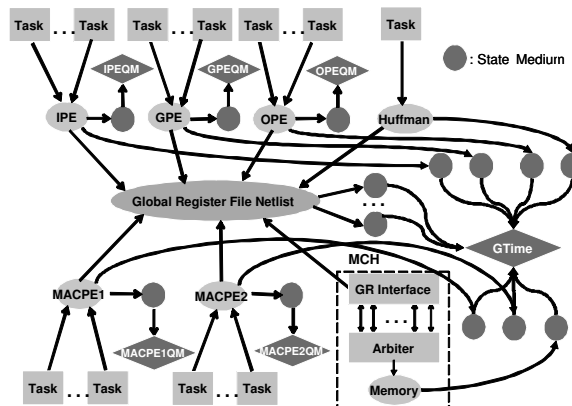 Task ... Task Task ... Task Task ... Task Task
IPEQM GPEQM OPEQM : State Medium
IPE GPE OPE Huffman
Global Register File Netlist
...
GTime
MCH
MACPE1 MACPE2 GR Interface
...
MACPE1QM MACPE2QM Arbiter
Memory
Task ... Task Task ... Task